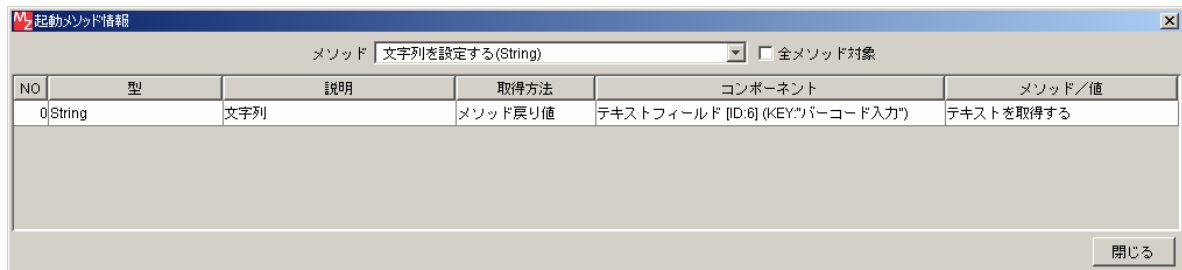 MZ 起動メソッド情報
メソッド 文字列を設定する(String) 全メソッド対象
NO 型 説明 取得方法 コンポーネント メソッド／値
0 String 文字列 メソッド戻り値 テキストフィールド [ID:6] (KEY:"バーコード入力") テキストを取得する
閉じる